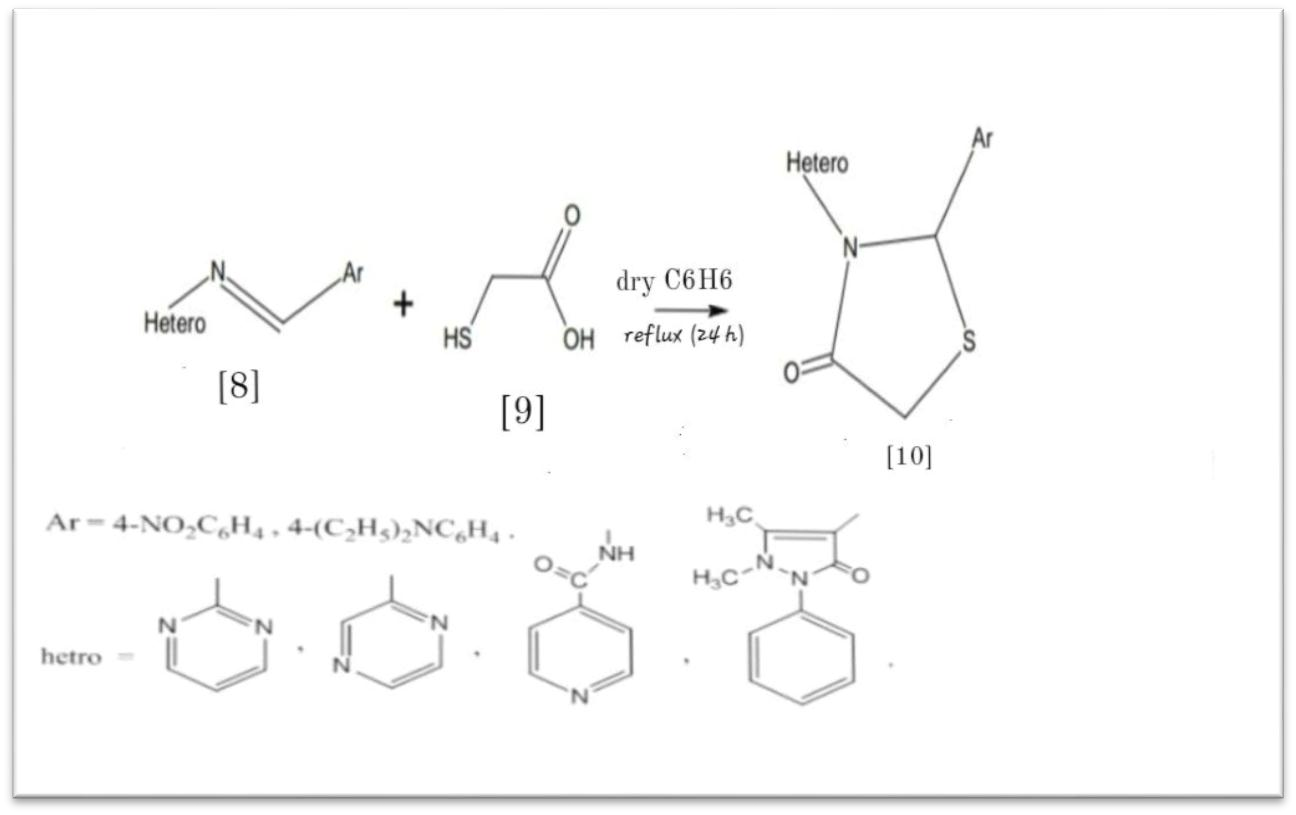 Hetero
Ar
O
N
Ar
N
Hetero
+
dry C6H6
HS
OH
reflux (24 h)
S
O
[8]
[9]
[10]
Ar = 4-NO₂C₆H₄ , 4-(C₂H₅)₂NC₆H₄ .
H₃C
NH
O
C
H₃C
N
N
O
N
N
N
hetro =
,
,
,
.
N
N